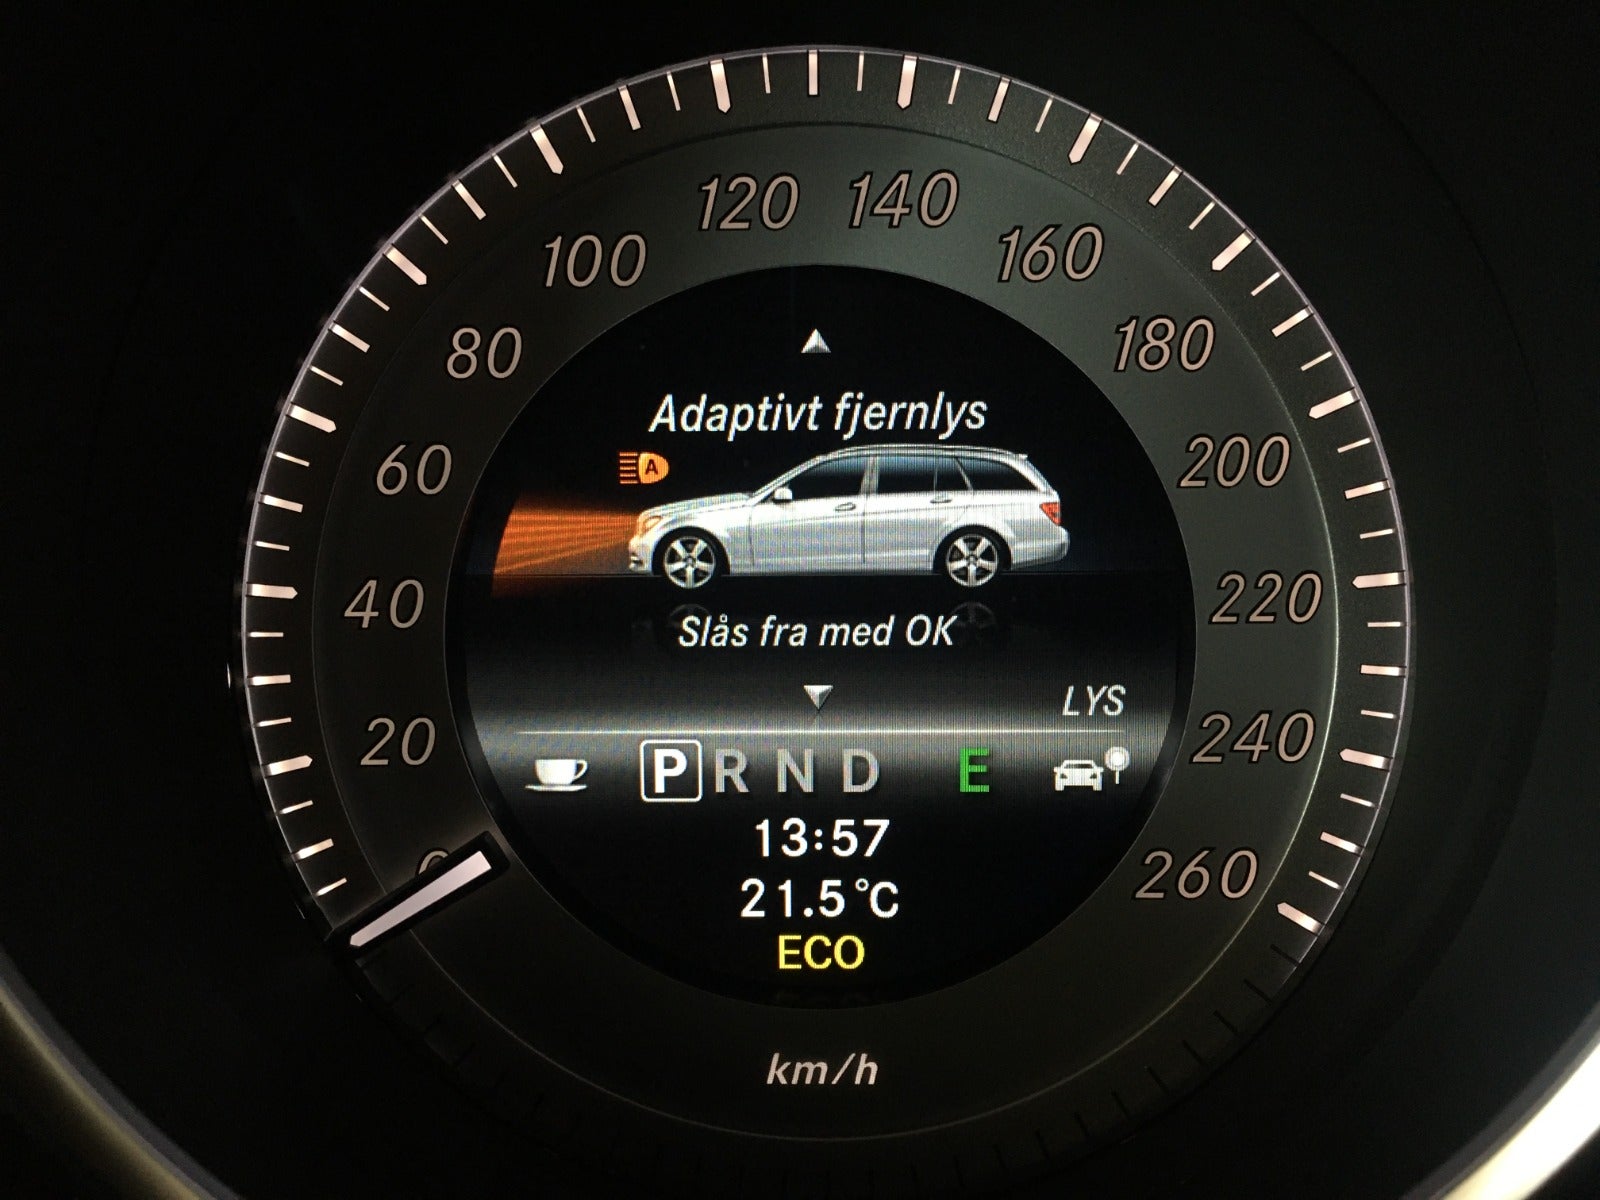 120 140
100 160
80 180
Adaptivt fjernlys
A
60 200
40 220
Slås fra med OK
LYS
20 240
P R N D E
13:57
0 260
21.5°C
ECO
km/h